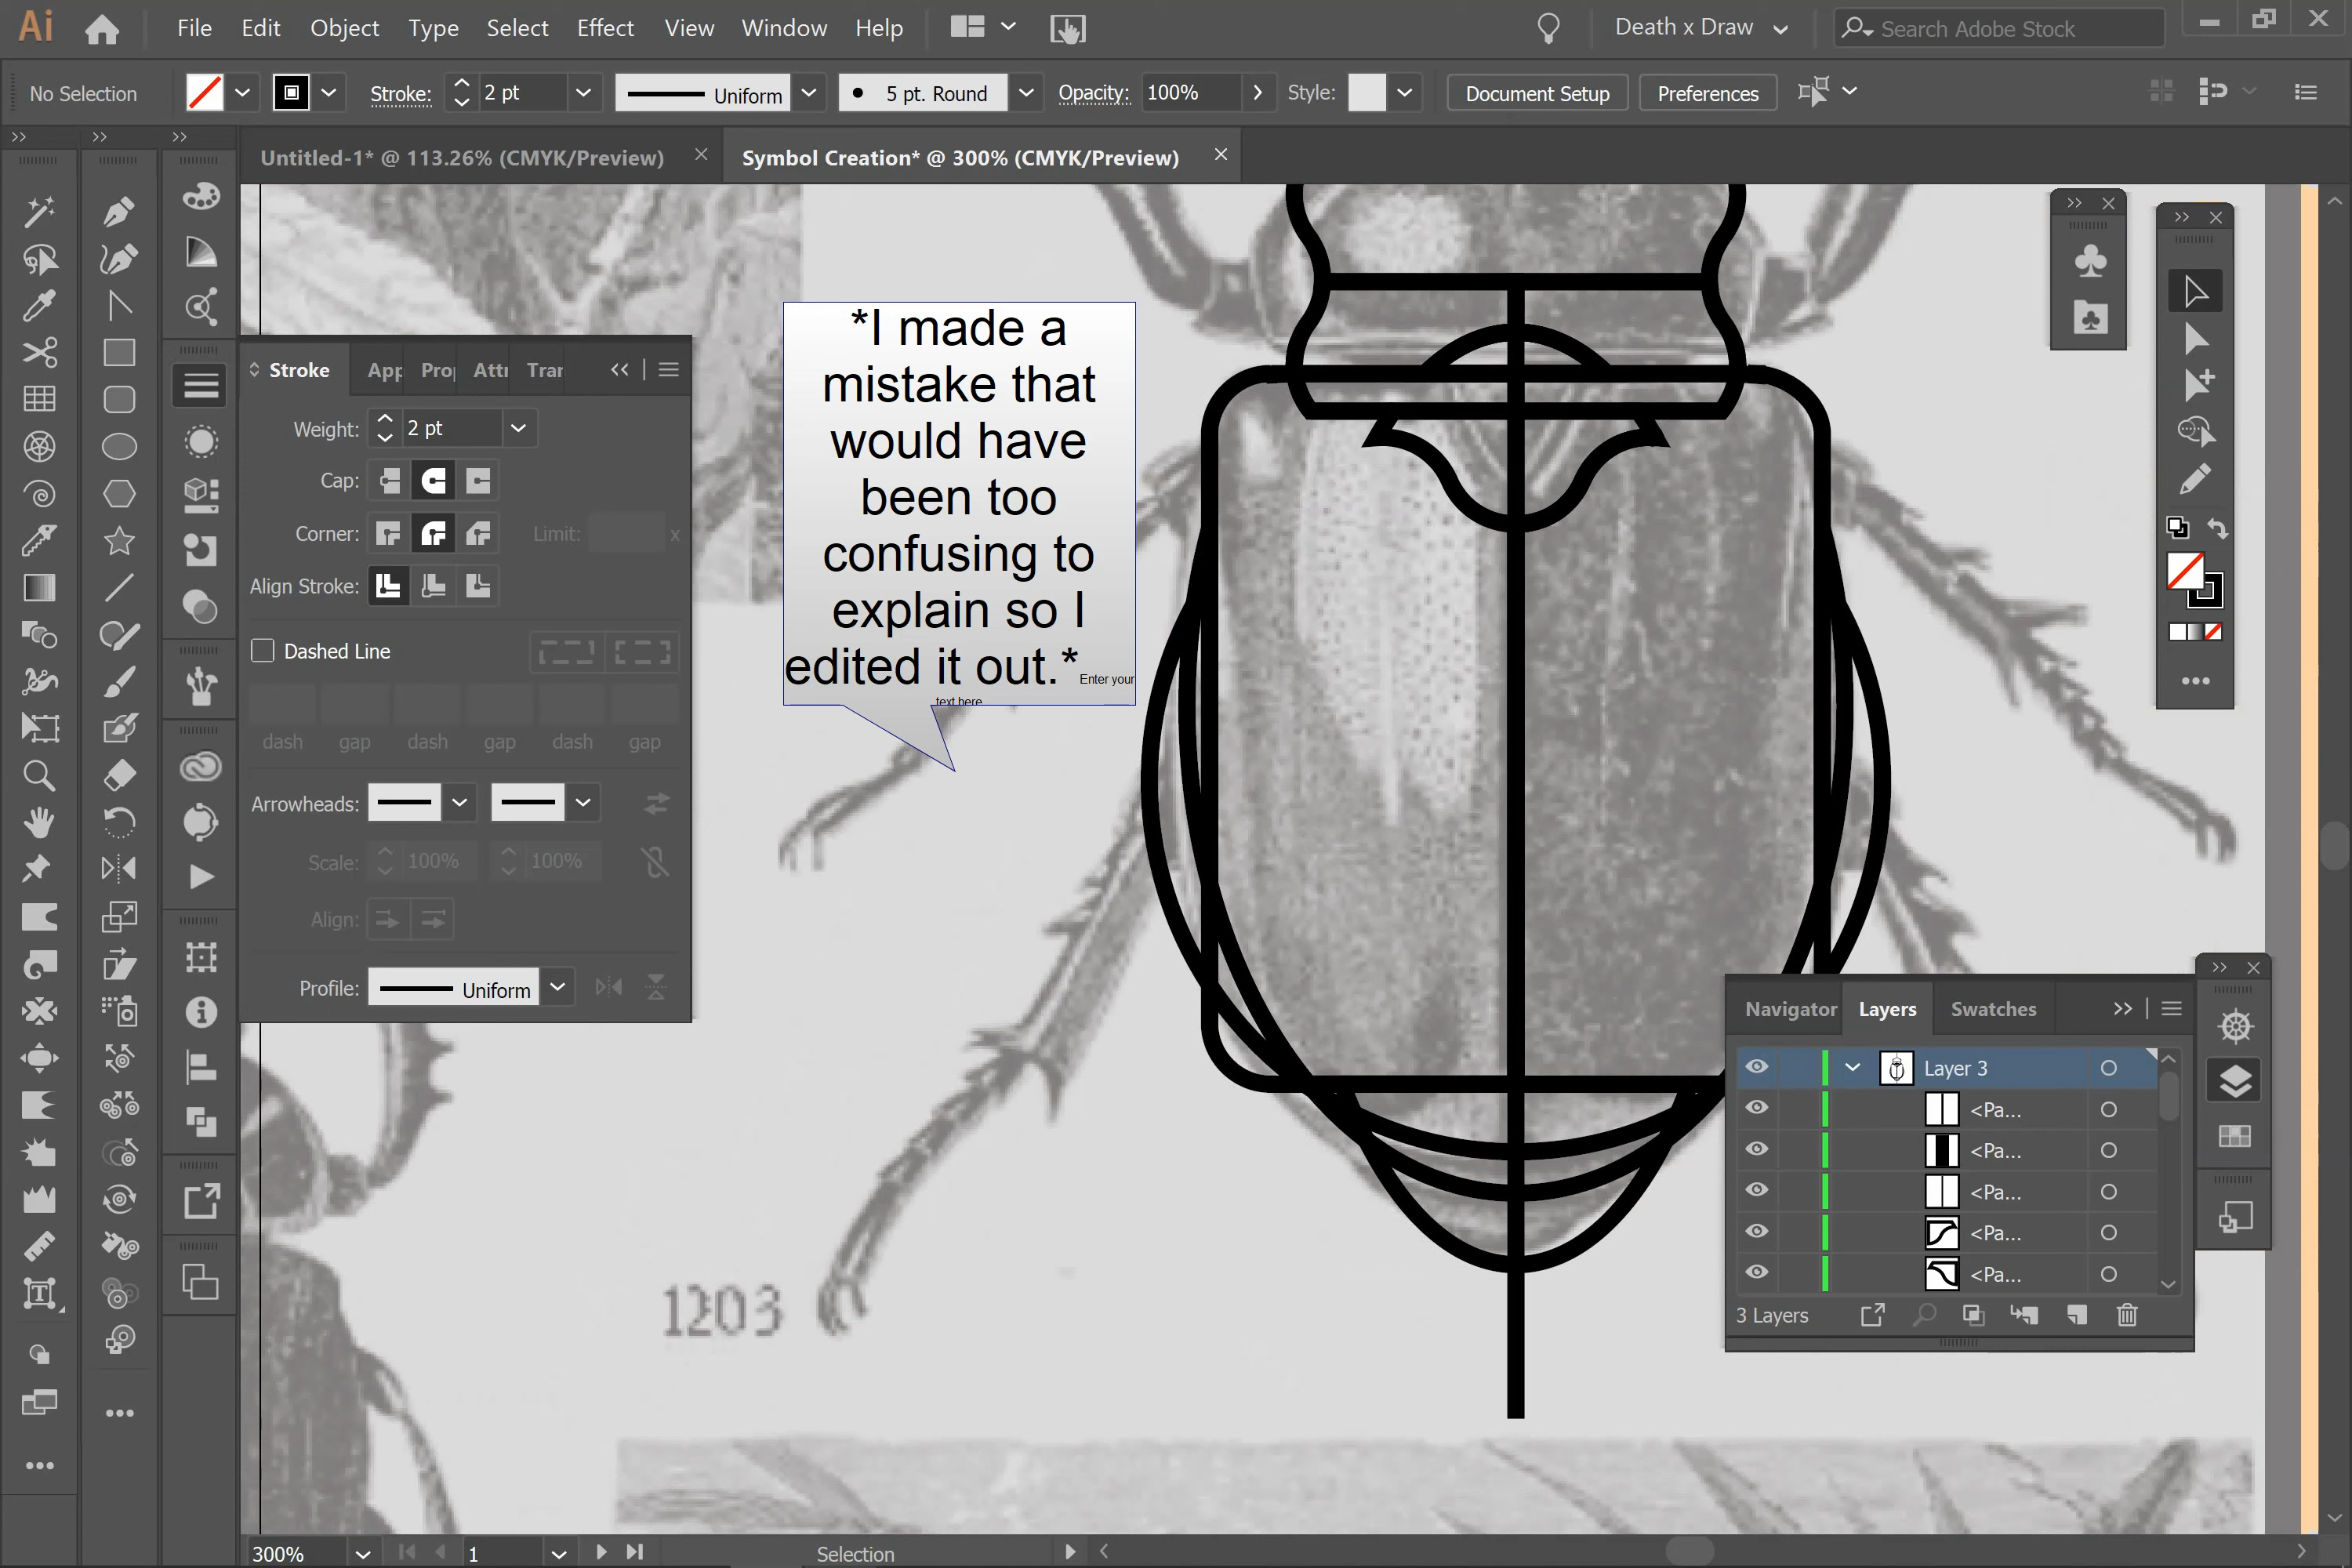 Ai File Edit Object Type Select Effect View Window Help Death x Draw Search Adobe Stock
No Selection Stroke: 2 pt Uniform 5 pt. Round Opacity: 100% Style: Document Setup Preferences
Untitled-1* @ 113.26% (CMYK/Preview) Symbol Creation* @ 300% (CMYK/Preview)
Stroke App Pro Attr Trar
Weight: 2 pt
Cap:
Corner: Limit: x
Align Stroke:
Dashed Line
dash gap dash gap dash gap
Arrowheads:
Scale: 100% 100%
Align:
Profile: Uniform
*I made a
mistake that
would have
been too
confusing to
explain so I
edited it out.* Enter your
text here
1203
Navigator Layers Swatches
Layer 3
<Pa...
<Pa...
<Pa...
<Pa...
<Pa...
3 Layers
300% 1 Selection